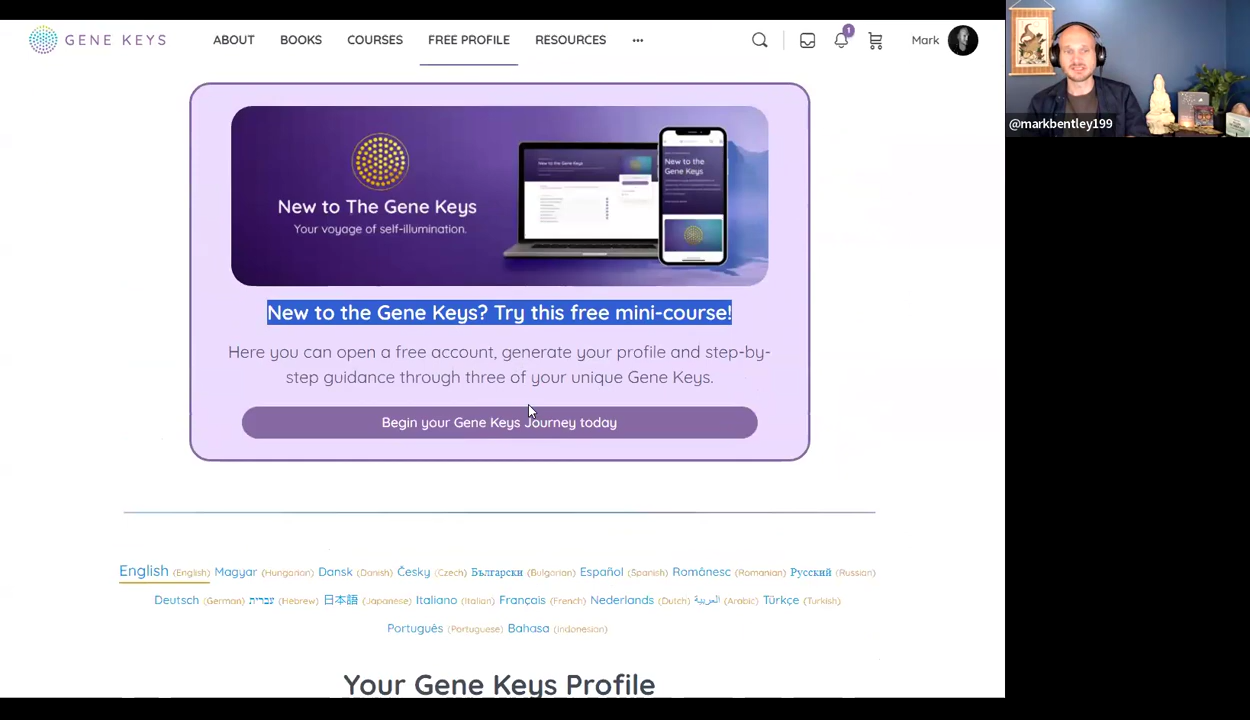 GENE KEYS
ABOUT BOOKS COURSES FREE PROFILE RESOURCES ··· 1 Mark
@markbentley199
New to The Gene Keys
Your voyage of self-illumination.
New to the
Gene Keys
New to the Gene Keys? Try this free mini-course!
Here you can open a free account, generate your profile and step-by-
step guidance through three of your unique Gene Keys.
Begin your Gene Keys Journey today
English (English) Magyar (Hungarian) Dansk (Danish) Česky (Czech) Български (Bulgarian) Español (Spanish) Românesc (Romanian) Русский (Russian)
Deutsch (German) עברית (Hebrew) 日本語 (Japanese) Italiano (Italian) Français (French) Nederlands (Dutch) العربية (Arabic) Türkçe (Turkish)
Português (Portuguese) Bahasa (Indonesian)
Your Gene Keys Profile